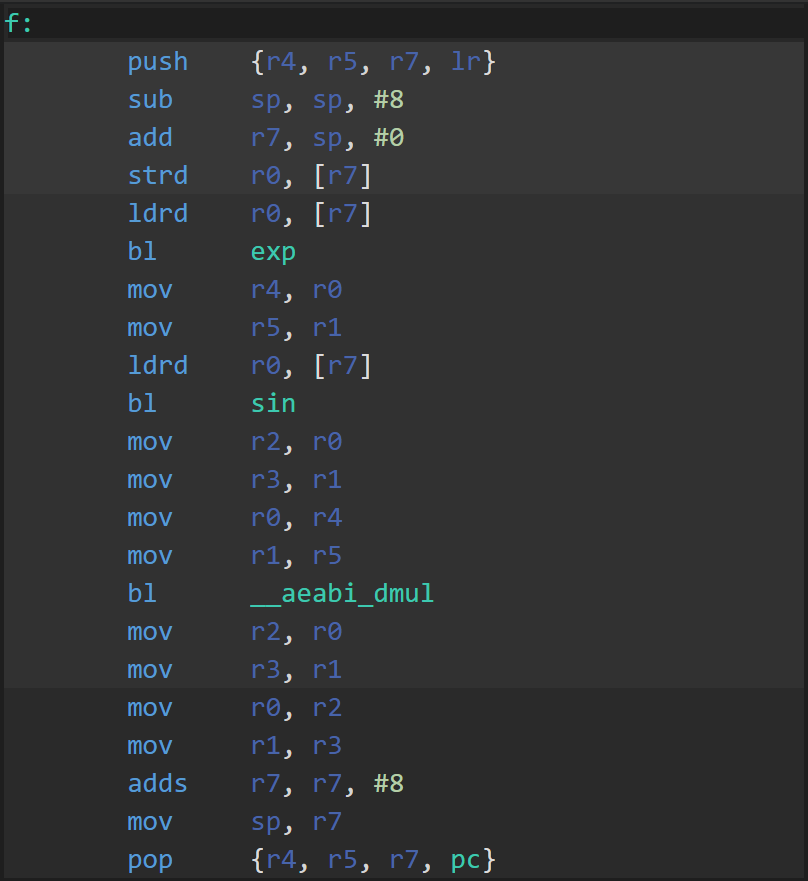 f:
push {r4, r5, r7, lr}
sub sp, sp, #8
add r7, sp, #0
strd r0, [r7]
ldrd r0, [r7]
bl exp
mov r4, r0
mov r5, r1
ldrd r0, [r7]
bl sin
mov r2, r0
mov r3, r1
mov r0, r4
mov r1, r5
bl __aeabi_dmul
mov r2, r0
mov r3, r1
mov r0, r2
mov r1, r3
adds r7, r7, #8
mov sp, r7
pop {r4, r5, r7, pc}